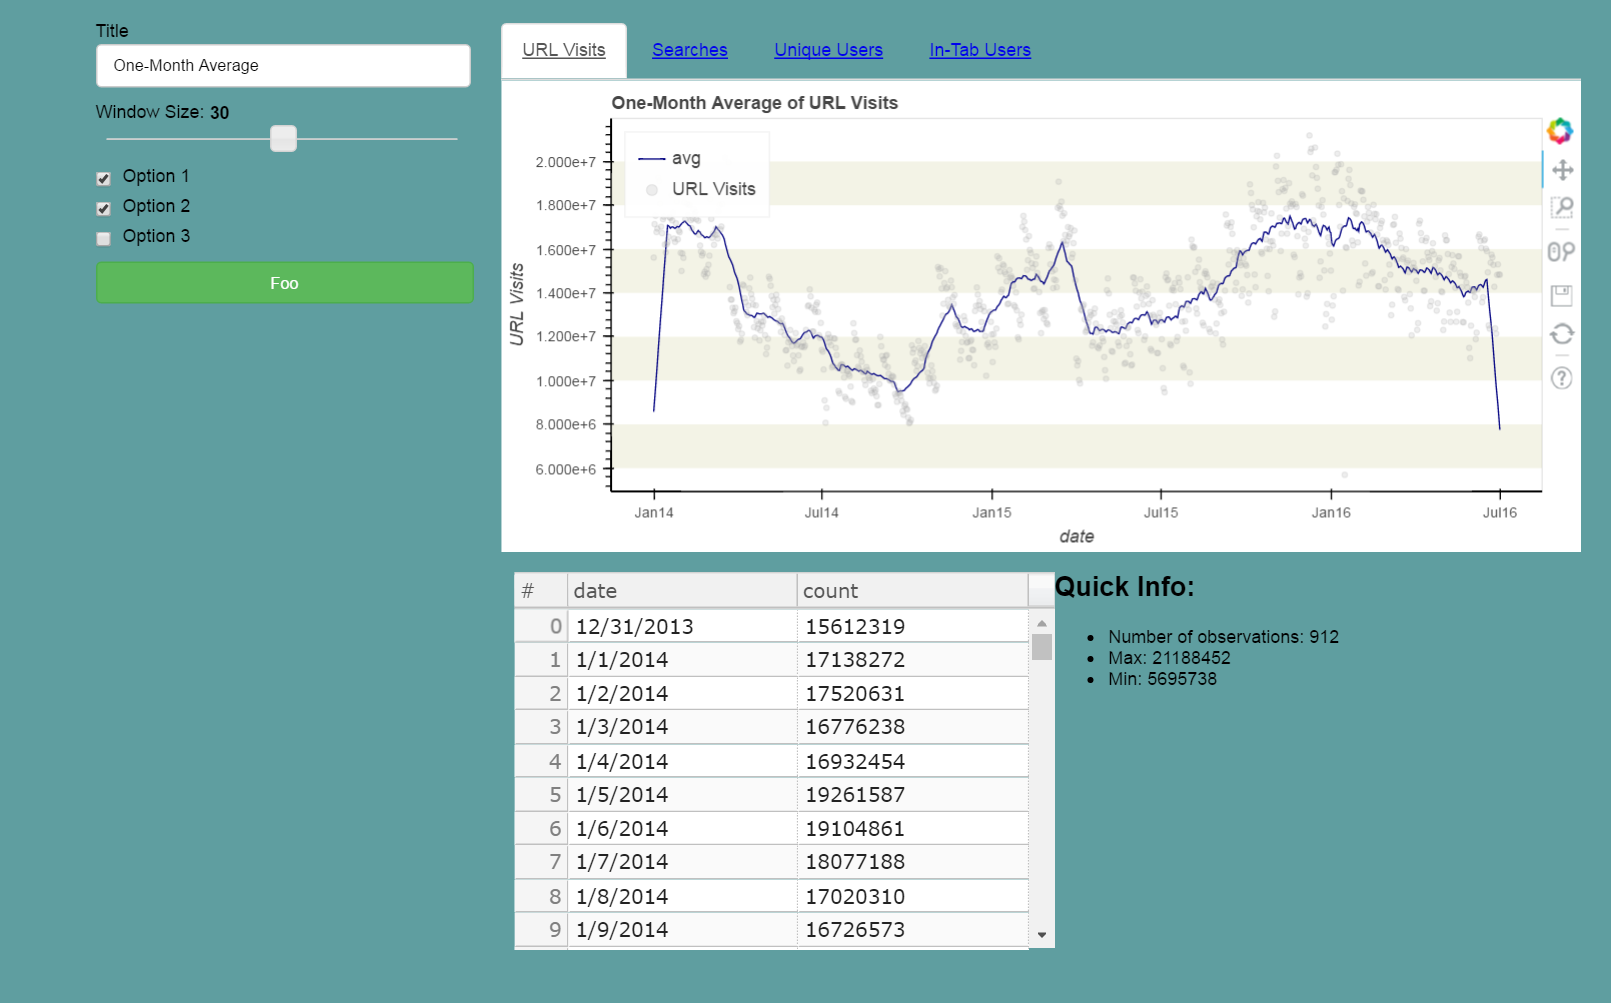 Title
One-Month Average
Window Size: 30
Option 1
Option 2
Option 3
Foo
URL Visits Searches Unique Users In-Tab Users
One-Month Average of URL Visits
avg
URL Visits
URL Visits
2.000e+7
1.800e+7
1.600e+7
1.400e+7
1.200e+7
1.000e+7
8.000e+6
6.000e+6
Jan14 Jul14 Jan15 Jul15 Jan16 Jul16
date
# date count
0 12/31/2013 15612319
1 1/1/2014 17138272
2 1/2/2014 17520631
3 1/3/2014 16776238
4 1/4/2014 16932454
5 1/5/2014 19261587
6 1/6/2014 19104861
7 1/7/2014 18077188
8 1/8/2014 17020310
9 1/9/2014 16726573
Quick Info:
Number of observations: 912
Max: 21188452
Min: 5695738